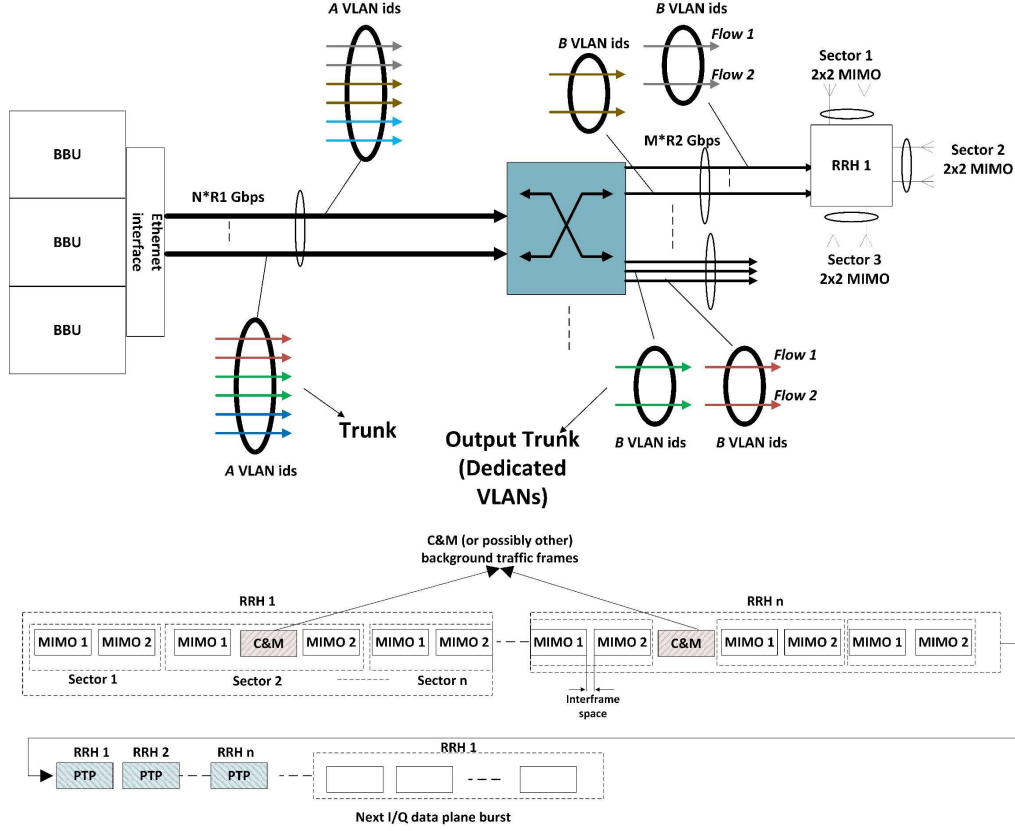 A VLAN ids
B VLAN ids
B VLAN ids
Flow 1
Flow 2
Sector 1
2x2 MIMO
BBU
BBU
BBU
Ethernet
interface
N*R1 Gbps
M*R2 Gbps
RRH 1
Sector 2
2x2 MIMO
Sector 3
2x2 MIMO
A VLAN ids
Trunk
Output Trunk
(Dedicated
VLANs)
B VLAN ids
Flow 1
Flow 2
B VLAN ids
C&M (or possibly other)
background traffic frames
RRH 1
MIMO 1
MIMO 2
MIMO 1
C&M
MIMO 2
MIMO 1
MIMO 2
Sector 1
Sector 2
Sector n
RRH n
MIMO 1
MIMO 2
C&M
MIMO 1
MIMO 2
MIMO 1
MIMO 2
Interframe
space
RRH 1
RRH 2
RRH n
PTP
PTP
PTP
RRH 1
Next I/Q data plane burst